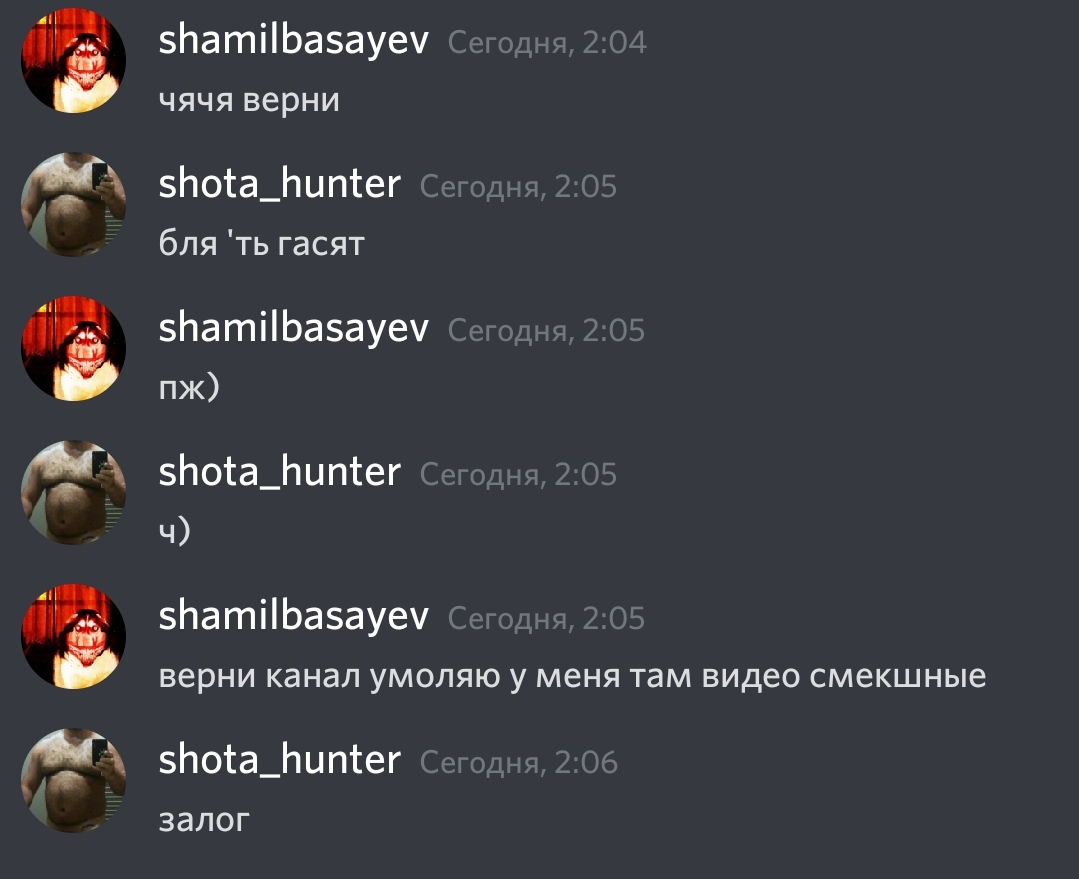 shamilbasayev Сегодня, 2:04
чячя верни
shota_hunter Сегодня, 2:05
бля 'ть гасят
shamilbasayev Сегодня, 2:05
пж)
shota_hunter Сегодня, 2:05
ч)
shamilbasayev Сегодня, 2:05
верни канал умоляю у меня там видео смекшные
shota_hunter Сегодня, 2:06
залог